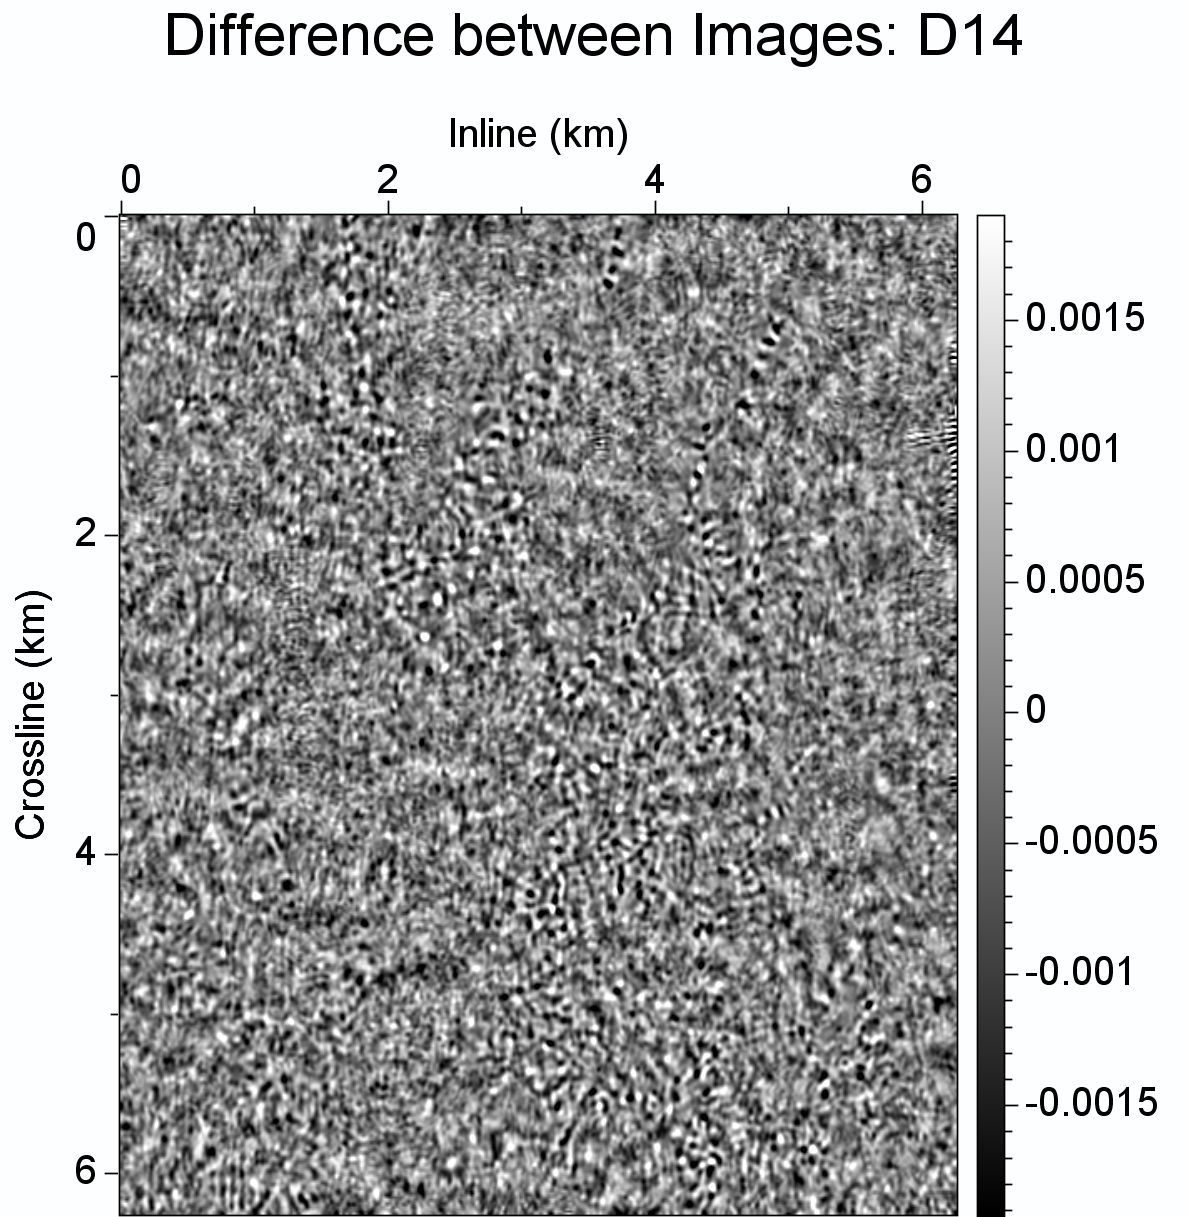 Difference between Images: D14
Inline (km)
0 2 4 6
0
2
4
6
Crossline (km)
0.0015
0.001
0.0005
0
-0.0005
-0.001
-0.0015